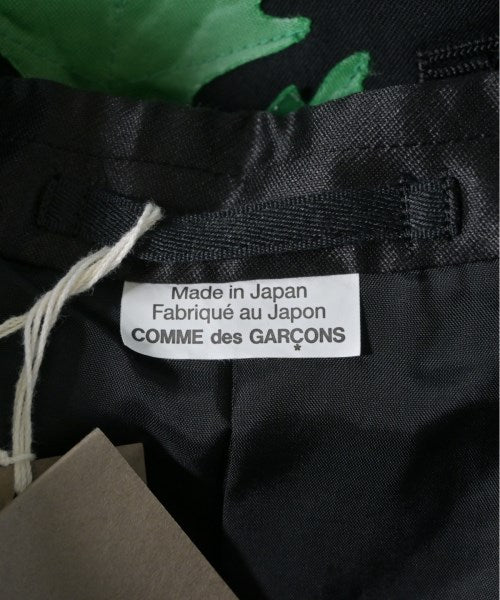 Made in Japan
Fabriqué au Japon
COMME des GARÇONS
*